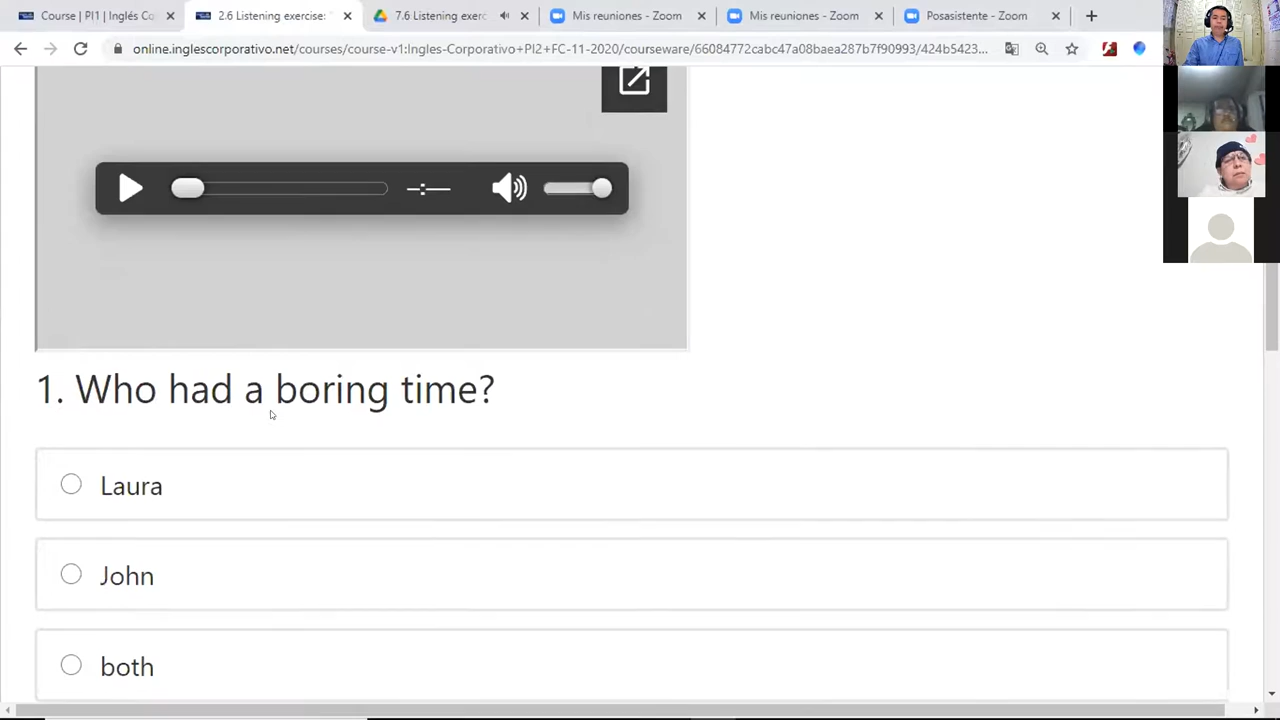 Course | PI1 | Inglés Co
2.6 Listening exercise:
7.6 Listening exerc
Mis reuniones - Zoom
Mis reuniones - Zoom
Posasistente - Zoom
online.inglescorporativo.net/courses/course-v1:Ingles-Corporativo+PI2+FC-11-2020/courseware/66084772cabc47a08baea287b7f90993/424b5423...
1. Who had a boring time?
Laura
John
both